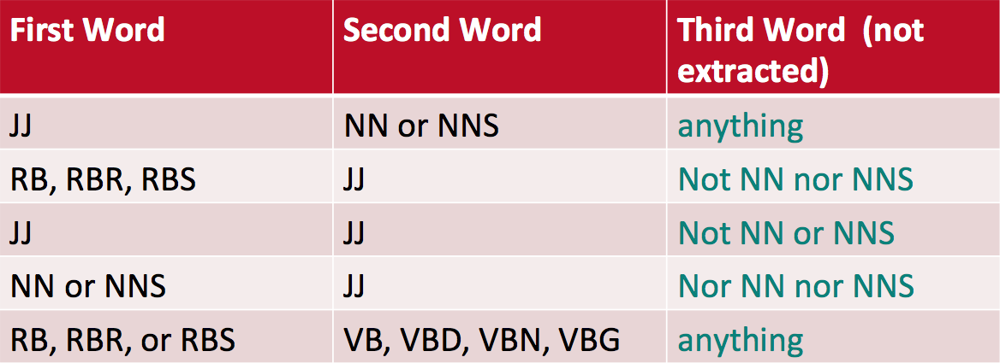 First Word Second Word Third Word (not
extracted)
JJ NN or NNS anything
RB, RBR, RBS JJ Not NN nor NNS
JJ JJ Not NN or NNS
NN or NNS JJ Nor NN nor NNS
RB, RBR, or RBS VB, VBD, VBN, VBG anything